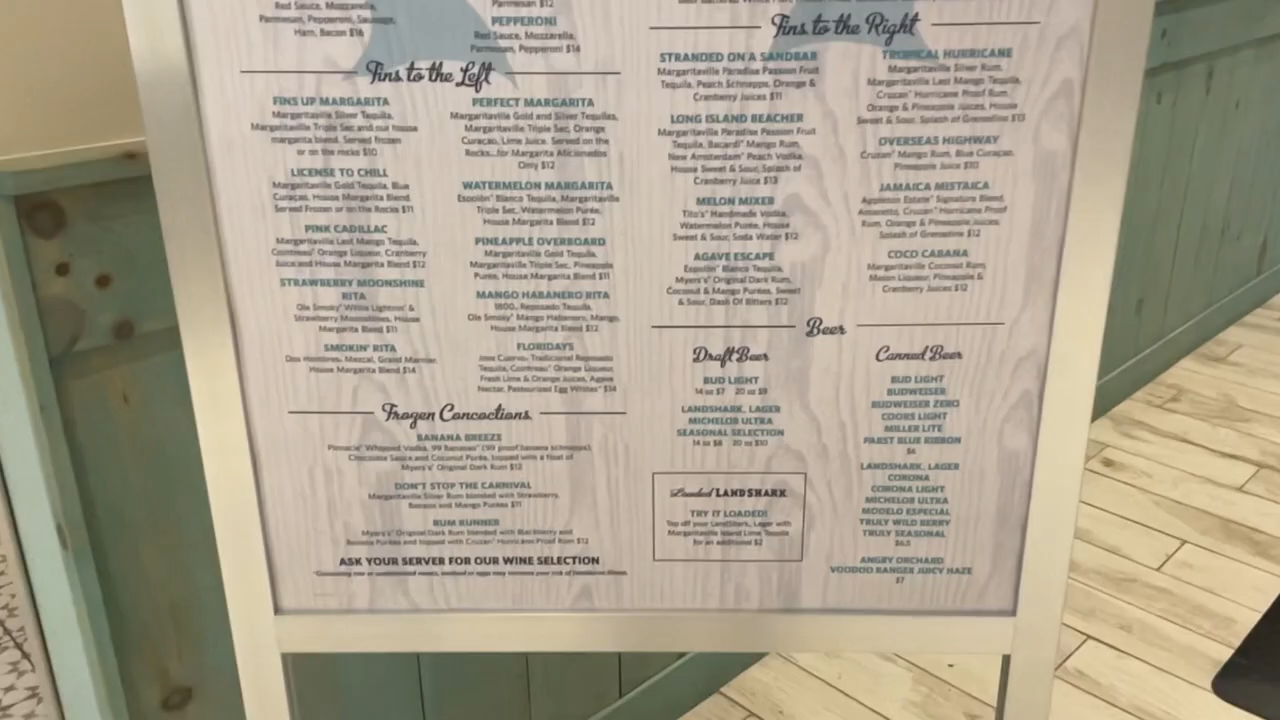 Red Sauce, Mozzarella,
Parmesan, Pepperoni, Sausage,
Ham, Bacon $16
Parmesan $12
PEPPERONI
Red Sauce, Mozzarella,
Parmesan, Pepperoni $14
Fins to the Left
FINS UP MARGARITA
Margaritaville Silver Tequila,
Margaritaville Triple Sec and our house
margarita blend. Served frozen
or on the rocks $10
LICENSE TO CHILL
Margaritaville Gold Tequila, Blue
Curaçao, House Margarita Blend
Served Frozen or on the Rocks $11
PINK CADILLAC
Margaritaville Last Mango Tequila,
Cointreau® Orange Liqueur, Cranberry
Juice and House Margarita Blend $12
STRAWBERRY MOONSHINE
RITA
Ole Smoky® White Lightnin' &
Strawberry Moonshines, House
Margarita Blend $11
SMOKIN' RITA
Dos Hombres, Mezcal, Grand Marnier,
House Margarita Blend $14
PERFECT MARGARITA
Margaritaville Gold and Silver Tequilas,
Margaritaville Triple Sec, Orange
Curaçao, Lime Juice. Served on the
Rocks...for Margarita Aficionados
Only $12
WATERMELON MARGARITA
Espolòn® Blanco Tequila, Margaritaville
Triple Sec, Watermelon Purée,
House Margarita Blend $12
PINEAPPLE OVERBOARD
Margaritaville Gold Tequila,
Margaritaville Triple Sec, Pineapple
Purée, House Margarita Blend $11
MANGO HABANERO RITA
1800® Reposado Tequila,
Ole Smoky® Mango Habanero, Mango,
House Margarita Blend $12
FLORIDAYS
Jose Cuervo® Traditional Reposado
Tequila, Cointreau® Orange Liqueur,
Fresh Lime & Orange Juices, Agave
Nectar, Pasteurized Egg Whites* $14
Frozen Concoctions
BANANA BREEZE
Pinnacle® Whipped Vodka, 99 Bananas® (99 proof banana schnapps),
Chocolate Sauce and Coconut Purée, topped with a float of
Myers's® Original Dark Rum $12
DON'T STOP THE CARNIVAL
Margaritaville Silver Rum blended with Strawberry,
Banana and Mango Purées $11
RUM RUNNER
Myers's® Original Dark Rum blended with Blackberry and
Banana Purées and topped with Cruzan® Hurricane Proof Rum $12
ASK YOUR SERVER FOR OUR WINE SELECTION
Fins to the Right
STRANDED ON A SANDBAR
Margaritaville Paradise Passion Fruit
Tequila, Peach Schnapps, Orange &
Cranberry Juices $11
LONG ISLAND BEACHER
Margaritaville Paradise Passion Fruit
Tequila, Bacardí® Mango Rum,
New Amsterdam® Peach Vodka,
House Sweet & Sour, Splash of
Cranberry Juice $13
MELON MIXER
Tito's® Handmade Vodka,
Watermelon Purée, House
Sweet & Sour, Soda Water $12
AGAVE ESCAPE
Espolòn® Blanco Tequila,
Myers's® Original Dark Rum,
Coconut & Mango Purées, Sweet
& Sour, Dash Of Bitters $12
TROPICAL HURRICANE
Margaritaville Silver Rum,
Margaritaville Last Mango Tequila,
Cruzan® Hurricane Proof Rum,
Orange & Pineapple Juices, House
Sweet & Sour, Splash of Grenadine $13
OVERSEAS HIGHWAY
Cruzan® Mango Rum, Blue Curaçao,
Pineapple Juice $10
JAMAICA MISTAICA
Appleton Estate® Signature Blend,
Amaretto, Cruzan® Hurricane Proof
Rum, Orange & Pineapple Juices,
Splash of Grenadine $12
COCO CABANA
Margaritaville Coconut Rum,
Melon Liqueur, Pineapple &
Cranberry Juices $12
Beer
Draft Beer
BUD LIGHT
14 oz $7 20 oz $9
LANDSHARK® LAGER
MICHELOB ULTRA
SEASONAL SELECTION
14 oz $8 20 oz $10
Loaded LANDSHARK
TRY IT LOADED!
Top off your LandShark® Lager with
Margaritaville Island Lime Tequila
for an additional $2
Canned Beer
BUD LIGHT
BUDWEISER
BUDWEISER ZERO
COORS LIGHT
MILLER LITE
PABST BLUE RIBBON
$6
LANDSHARK® LAGER
CORONA
CORONA LIGHT
MICHELOB ULTRA
MODELO ESPECIAL
TRULY WILD BERRY
TRULY SEASONAL
$6.5
ANGRY ORCHARD
VOODOO RANGER JUICY HAZE
$7